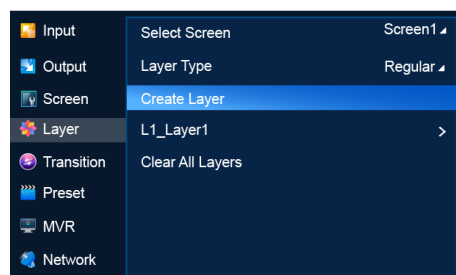 Input
Select Screen Screen1
Output
Layer Type Regular
Screen
Create Layer
Layer
L1_Layer1
Transition
Clear All Layers
Preset
MVR
Network